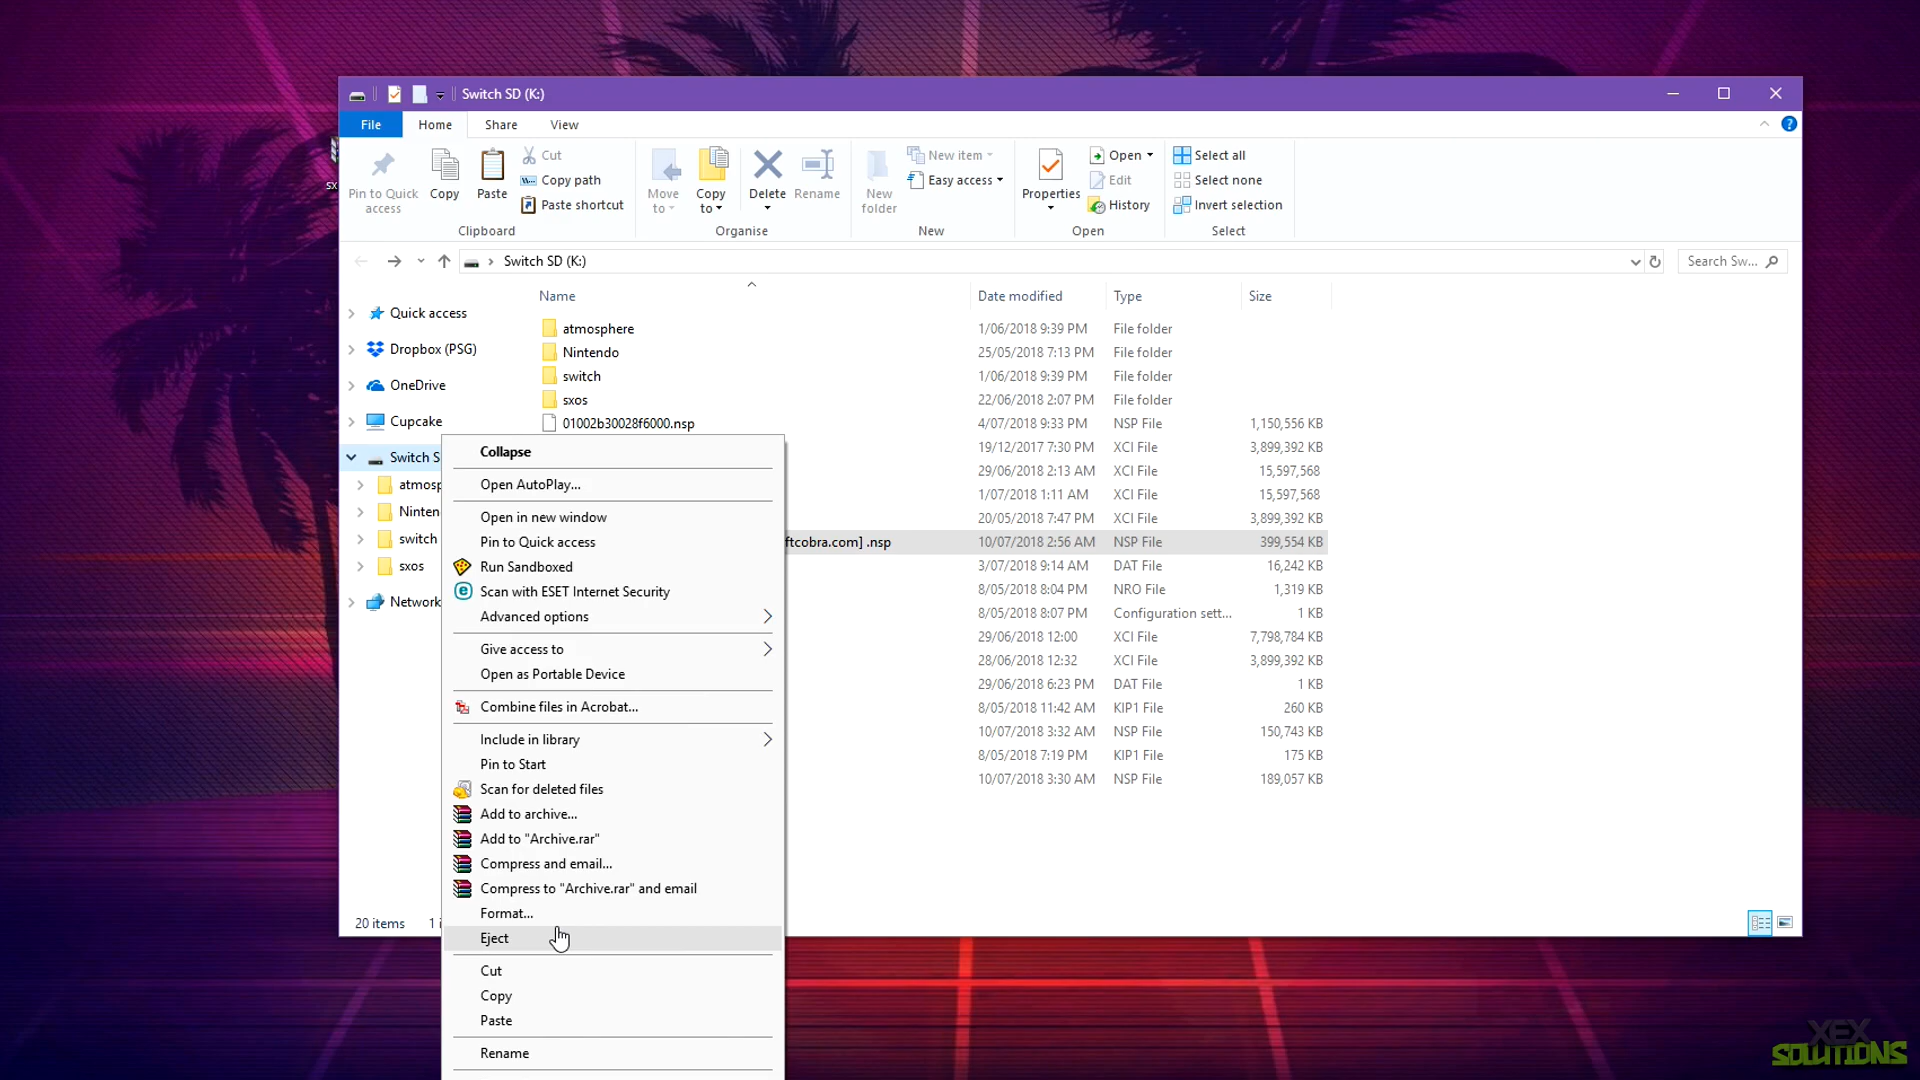 Switch SD (K:)
File
Home
Share
View
Pin to Quick access
Copy
Paste
Cut
Copy path
Paste shortcut
Clipboard
Move to
Copy to
Delete
Rename
Organise
New folder
New item
Easy access
New
Properties
Open
Edit
History
Open
Select all
Select none
Invert selection
Select
Switch SD (K:)
Search Sw...
Name
Date modified
Type
Size
Quick access
Dropbox (PSG)
OneDrive
Cupcake
Switch S
atmosp
Ninten
switch
sxos
Network
atmosphere 1/06/2018 9:39 PM File folder
Nintendo 25/05/2018 7:13 PM File folder
switch 1/06/2018 9:39 PM File folder
sxos 22/06/2018 2:07 PM File folder
01002b30028f6000.nsp 4/07/2018 9:33 PM NSP File 1,150,556 KB
19/12/2017 7:30 PM XCI File 3,899,392 KB
29/06/2018 2:13 AM XCI File 15,597,568
1/07/2018 1:11 AM XCI File 15,597,568
20/05/2018 7:47 PM XCI File 3,899,392 KB
ftcobra.com] .nsp 10/07/2018 2:56 AM NSP File 399,554 KB
3/07/2018 9:14 AM DAT File 16,242 KB
8/05/2018 8:04 PM NRO File 1,319 KB
8/05/2018 8:07 PM Configuration sett... 1 KB
29/06/2018 12:00 XCI File 7,798,784 KB
28/06/2018 12:32 XCI File 3,899,392 KB
29/06/2018 6:23 PM DAT File 1 KB
8/05/2018 11:42 AM KIP1 File 260 KB
10/07/2018 3:32 AM NSP File 150,743 KB
8/05/2018 7:19 PM KIP1 File 175 KB
10/07/2018 3:30 AM NSP File 189,057 KB
Collapse
Open AutoPlay...
Open in new window
Pin to Quick access
Run Sandboxed
Scan with ESET Internet Security
Advanced options
Give access to
Open as Portable Device
Combine files in Acrobat...
Include in library
Pin to Start
Scan for deleted files
Add to archive...
Add to "Archive.rar"
Compress and email...
Compress to "Archive.rar" and email
Format...
Eject
Cut
Copy
Paste
Rename
20 items 1 i
sx
XEX
SOLUTIONS